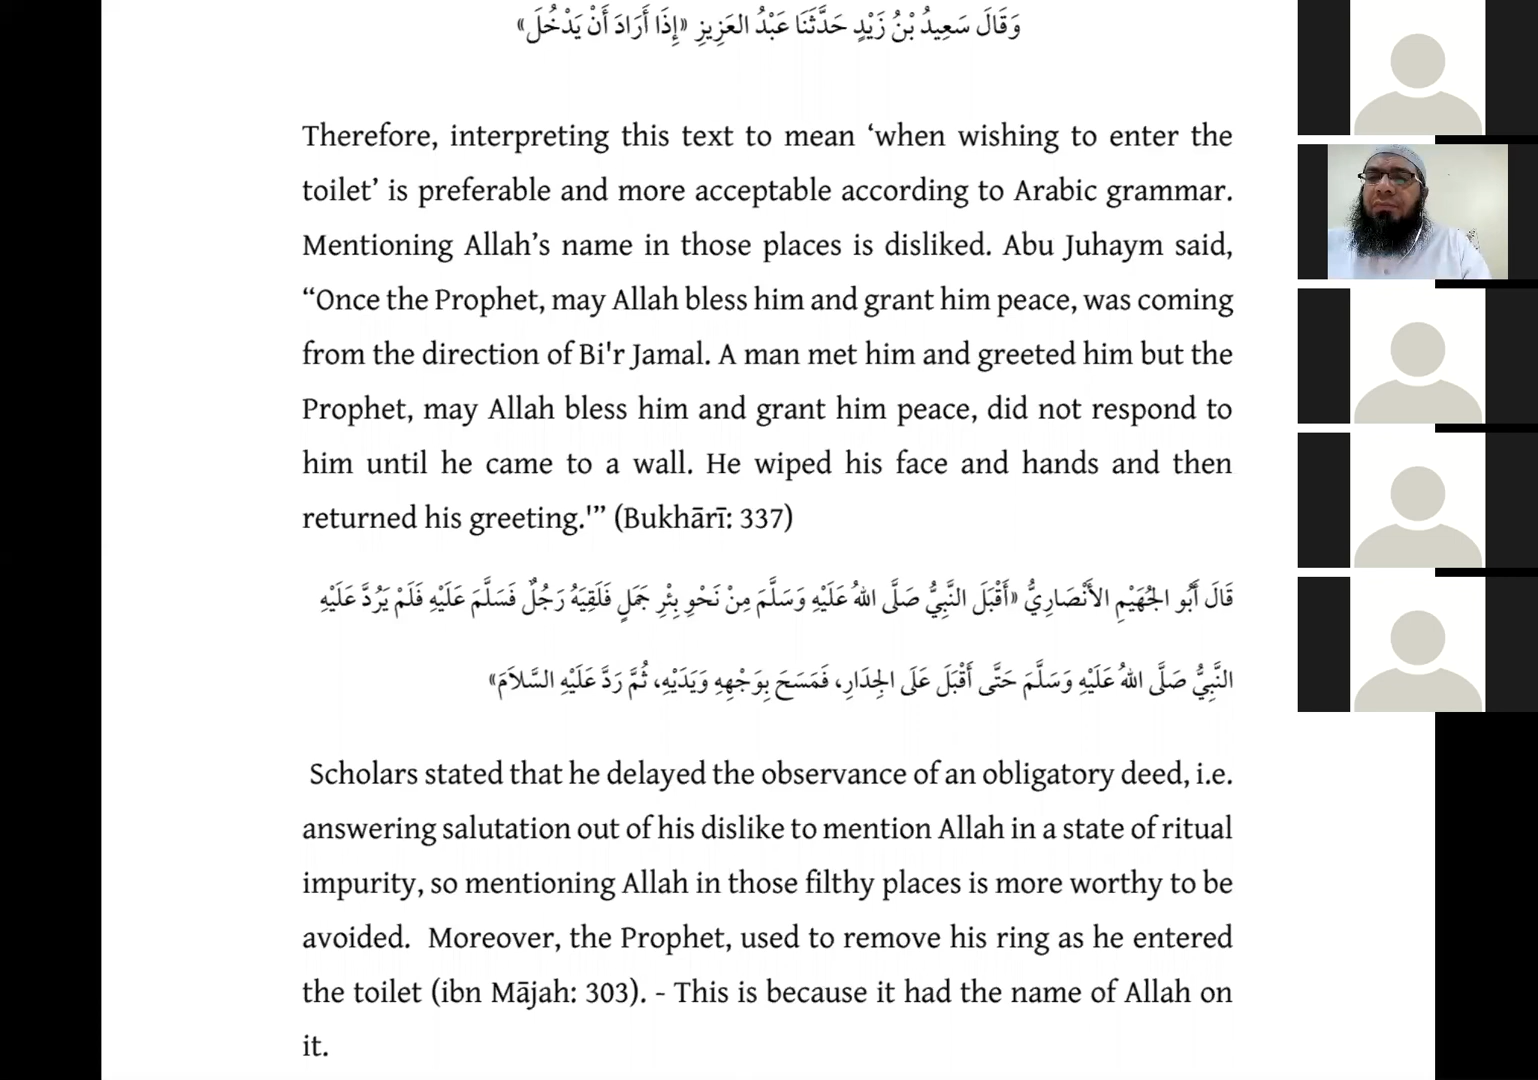 وَقَالَ سَعِيدُ بْنُ زَيْدٍ حَدَّثَنَا عَبْدُ العَزِيزِ «إِذَا أَرَادَ أَنْ يَدْخُلَ»
Therefore, interpreting this text to mean ‘when wishing to enter the
toilet’ is preferable and more acceptable according to Arabic grammar.
Mentioning Allah’s name in those places is disliked. Abu Juhaym said,
“Once the Prophet, may Allah bless him and grant him peace, was coming
from the direction of Bi'r Jamal. A man met him and greeted him but the
Prophet, may Allah bless him and grant him peace, did not respond to
him until he came to a wall. He wiped his face and hands and then
returned his greeting.'” (Bukhārī: 337)
قَالَ أَبُو الجُهَيْمِ الأَنْصَارِيُّ «أَقْبَلَ النَّبِيُّ صَلَّى اللهُ عَلَيْهِ وَسَلَّمَ مِنْ نَحْوِ بِئْرِ جَمَلٍ فَلَقِيَهُ رَجُلٌ فَسَلَّمَ عَلَيْهِ فَلَمْ يَرُدَّ عَلَيْهِ
النَّبِيُّ صَلَّى اللهُ عَلَيْهِ وَسَلَّمَ حَتَّى أَقْبَلَ عَلَى الجِدَارِ، فَمَسَحَ بِوَجْهِهِ وَيَدَيْهِ، ثُمَّ رَدَّ عَلَيْهِ السَّلاَمَ»
Scholars stated that he delayed the observance of an obligatory deed, i.e.
answering salutation out of his dislike to mention Allah in a state of ritual
impurity, so mentioning Allah in those filthy places is more worthy to be
avoided.  Moreover, the Prophet, used to remove his ring as he entered
the toilet (ibn Mājah: 303). - This is because it had the name of Allah on
it.